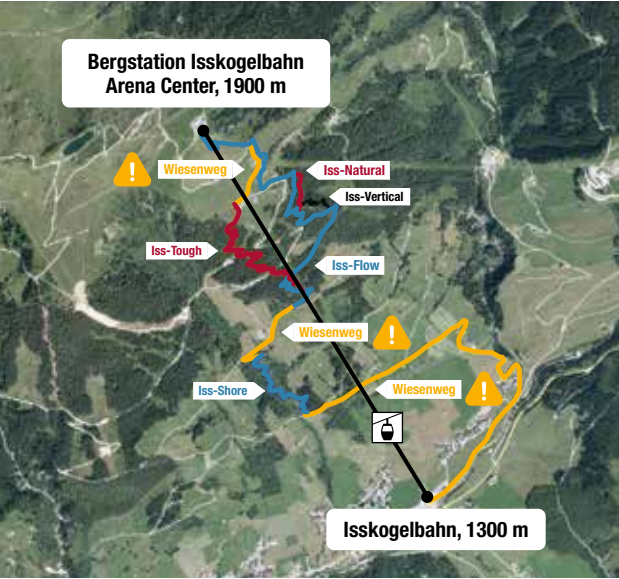 Bergstation Isskogelbahn
Arena Center, 1900 m
!
Wiesenweg
Iss-Natural
Iss-Vertical
Iss-Tough
Iss-Flow
Wiesenweg
!
Iss-Shore
Wiesenweg
!
Isskogelbahn, 1300 m